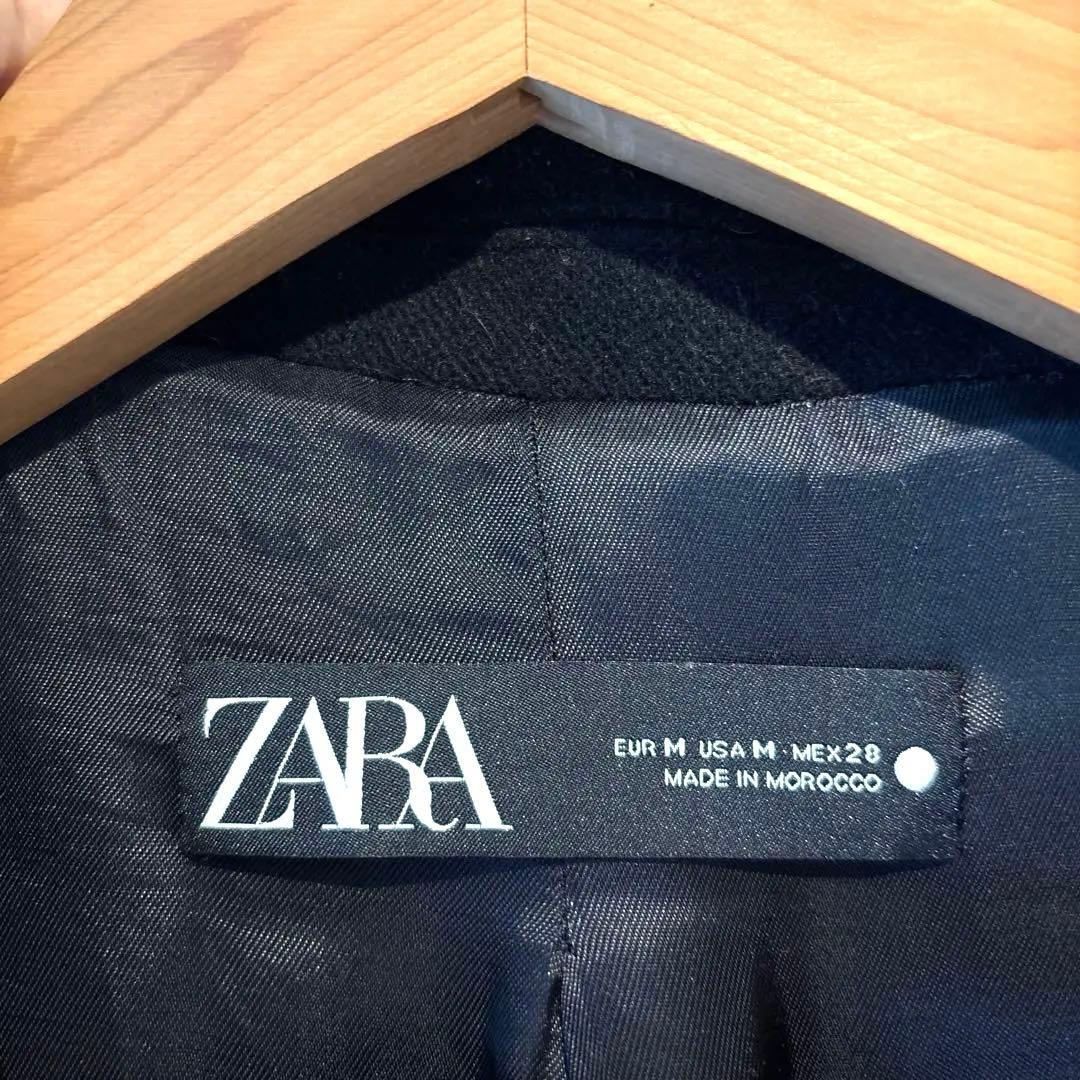 ZARA
EUR M USA M · MEX 28
MADE IN MOROCCO